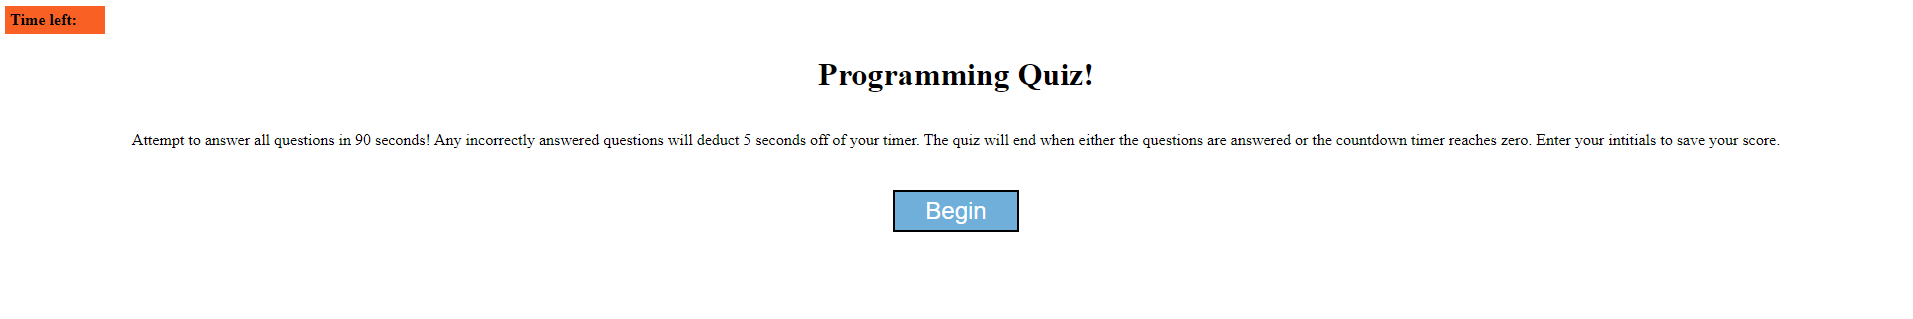 Time left:
Programming Quiz!
Attempt to answer all questions in 90 seconds! Any incorrectly answered questions will deduct 5 seconds off of your timer. The quiz will end when either the questions are answered or the countdown timer reaches zero. Enter your intitials to save your score.
Begin